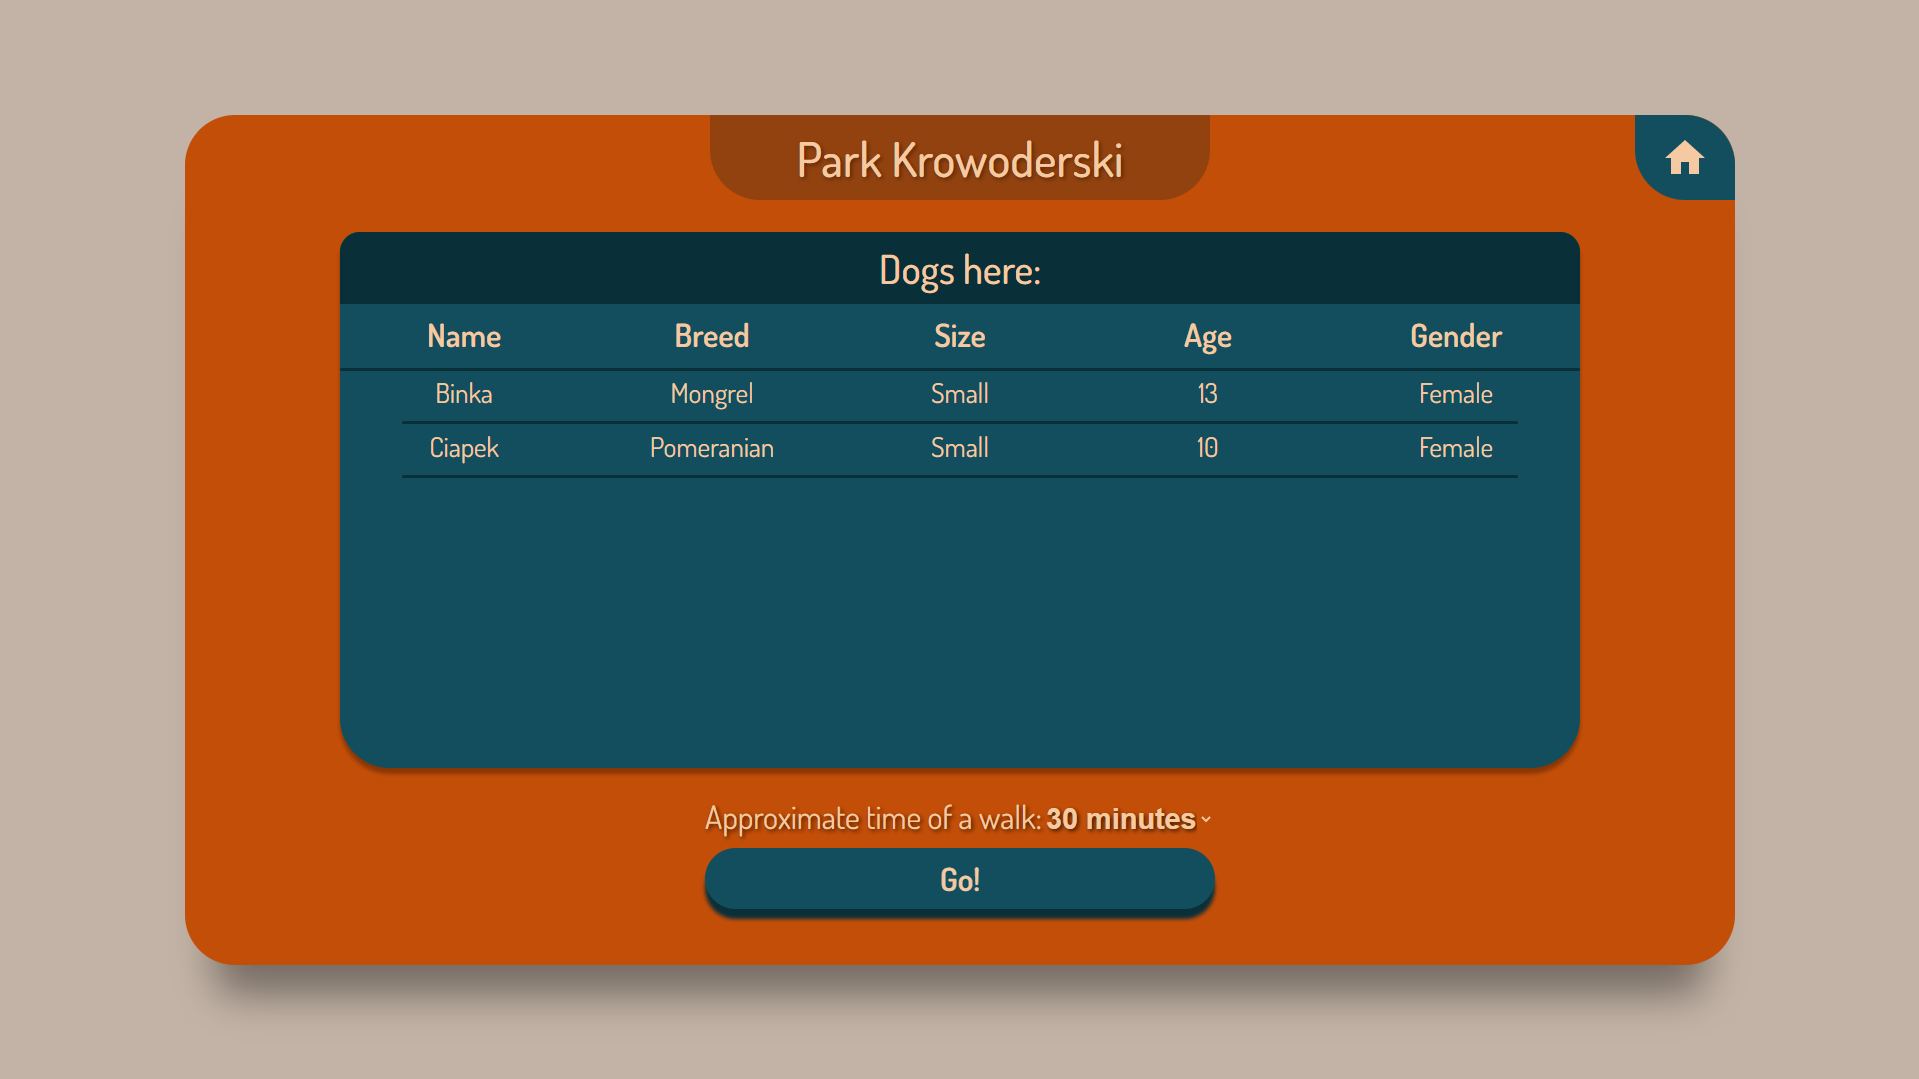 Park Krowoderski
Dogs here:
Name Breed Size Age Gender
Binka Mongrel Small 13 Female
Ciapek Pomeranian Small 10 Female
Approximate time of a walk: 30 minutes
Go!